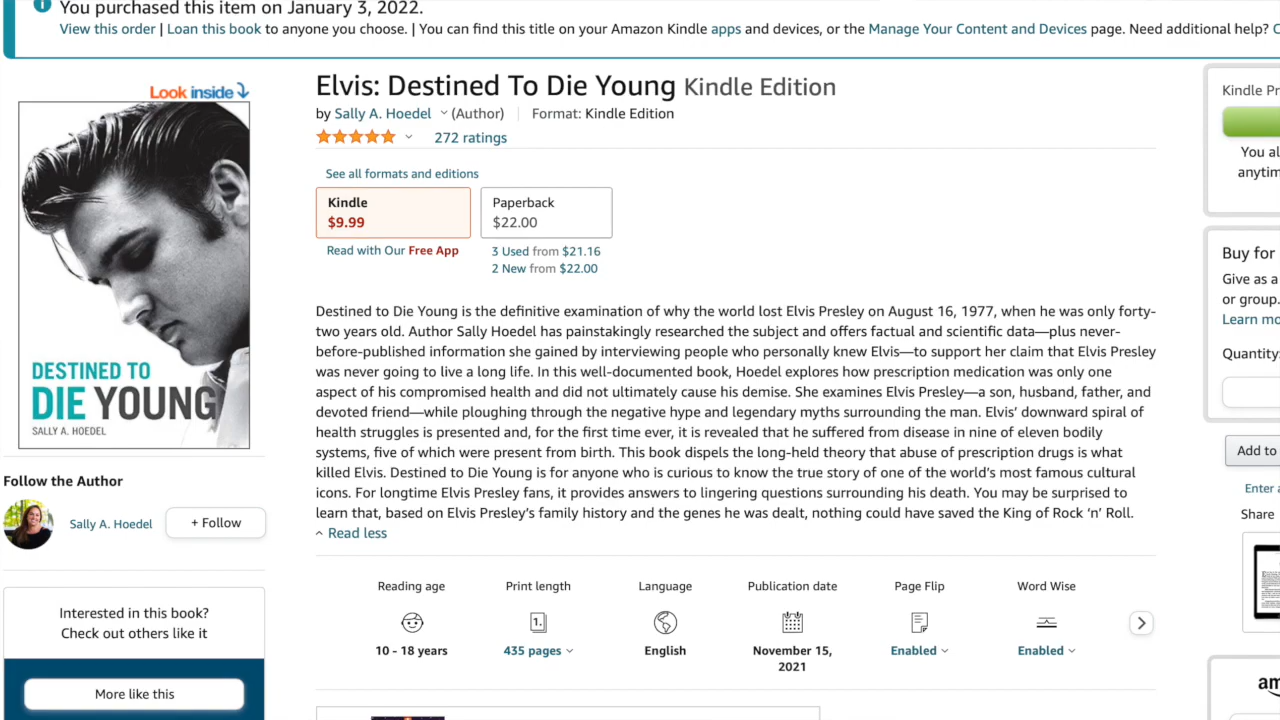 You purchased this item on January 3, 2022.
View this order | Loan this book to anyone you choose. | You can find this title on your Amazon Kindle apps and devices, or the Manage Your Content and Devices page. Need additional help?
Look inside
DESTINED TO
DIE YOUNG
SALLY A. HOEDEL
Follow the Author
Sally A. Hoedel
+ Follow
Interested in this book?
Check out others like it
More like this
Elvis: Destined To Die Young Kindle Edition
by Sally A. Hoedel (Author) Format: Kindle Edition
272 ratings
See all formats and editions
Kindle
$9.99
Read with Our Free App
Paperback
$22.00
3 Used from $21.16
2 New from $22.00
Destined to Die Young is the definitive examination of why the world lost Elvis Presley on August 16, 1977, when he was only forty-
two years old. Author Sally Hoedel has painstakingly researched the subject and offers factual and scientific data—plus never-
before-published information she gained by interviewing people who personally knew Elvis—to support her claim that Elvis Presley
was never going to live a long life. In this well-documented book, Hoedel explores how prescription medication was only one
aspect of his compromised health and did not ultimately cause his demise. She examines Elvis Presley—a son, husband, father, and
devoted friend—while ploughing through the negative hype and legendary myths surrounding the man. Elvis’ downward spiral of
health struggles is presented and, for the first time ever, it is revealed that he suffered from disease in nine of eleven bodily
systems, five of which were present from birth. This book dispels the long-held theory that abuse of prescription drugs is what
killed Elvis. Destined to Die Young is for anyone who is curious to know the true story of one of the world’s most famous cultural
icons. For longtime Elvis Presley fans, it provides answers to lingering questions surrounding his death. You may be surprised to
learn that, based on Elvis Presley’s family history and the genes he was dealt, nothing could have saved the King of Rock ‘n’ Roll.
Read less
Reading age
10 - 18 years
Print length
1.
435 pages
Language
English
Publication date
November 15,
2021
Page Flip
Enabled
Word Wise
Enabled
Kindle
You
Buy for
Give as a
or group.
Learn
Quantity
Add to
Enter a
Share